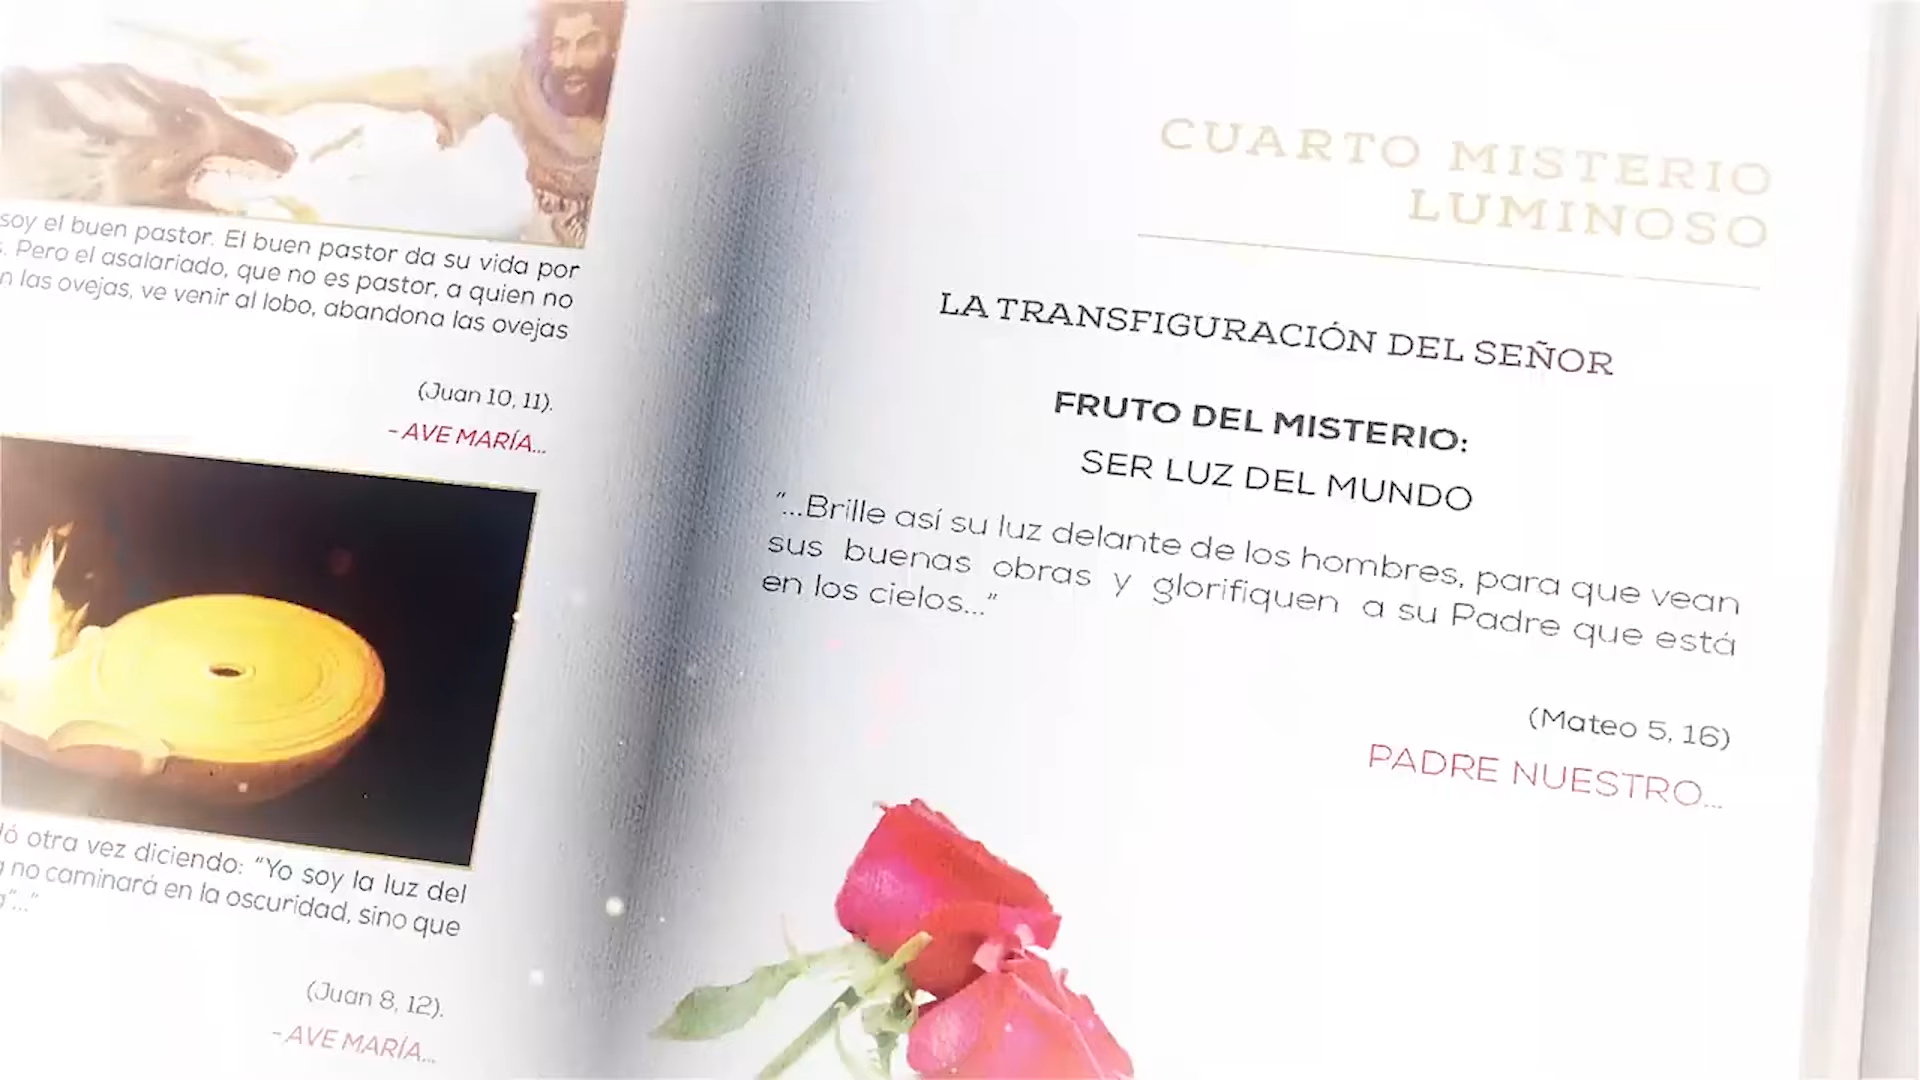 soy el buen pastor. El buen pastor da su vida por
. Pero el asalariado, que no es pastor, a quien no
n las ovejas, ve venir al lobo, abandona las ovejas
(Juan 10, 11).
- AVE MARÍA...
ló otra vez diciendo: “Yo soy la luz del
no caminará en la oscuridad, sino que
”...”
(Juan 8, 12).
- AVE MARÍA...
CUARTO MISTERIO
LUMINOSO
LA TRANSFIGURACIÓN DEL SEÑOR
FRUTO DEL MISTERIO:
SER LUZ DEL MUNDO
“...Brille así su luz delante de los hombres, para que vean
sus buenas obras y glorifiquen a su Padre que está
en los cielos...”
(Mateo 5, 16)
PADRE NUESTRO...